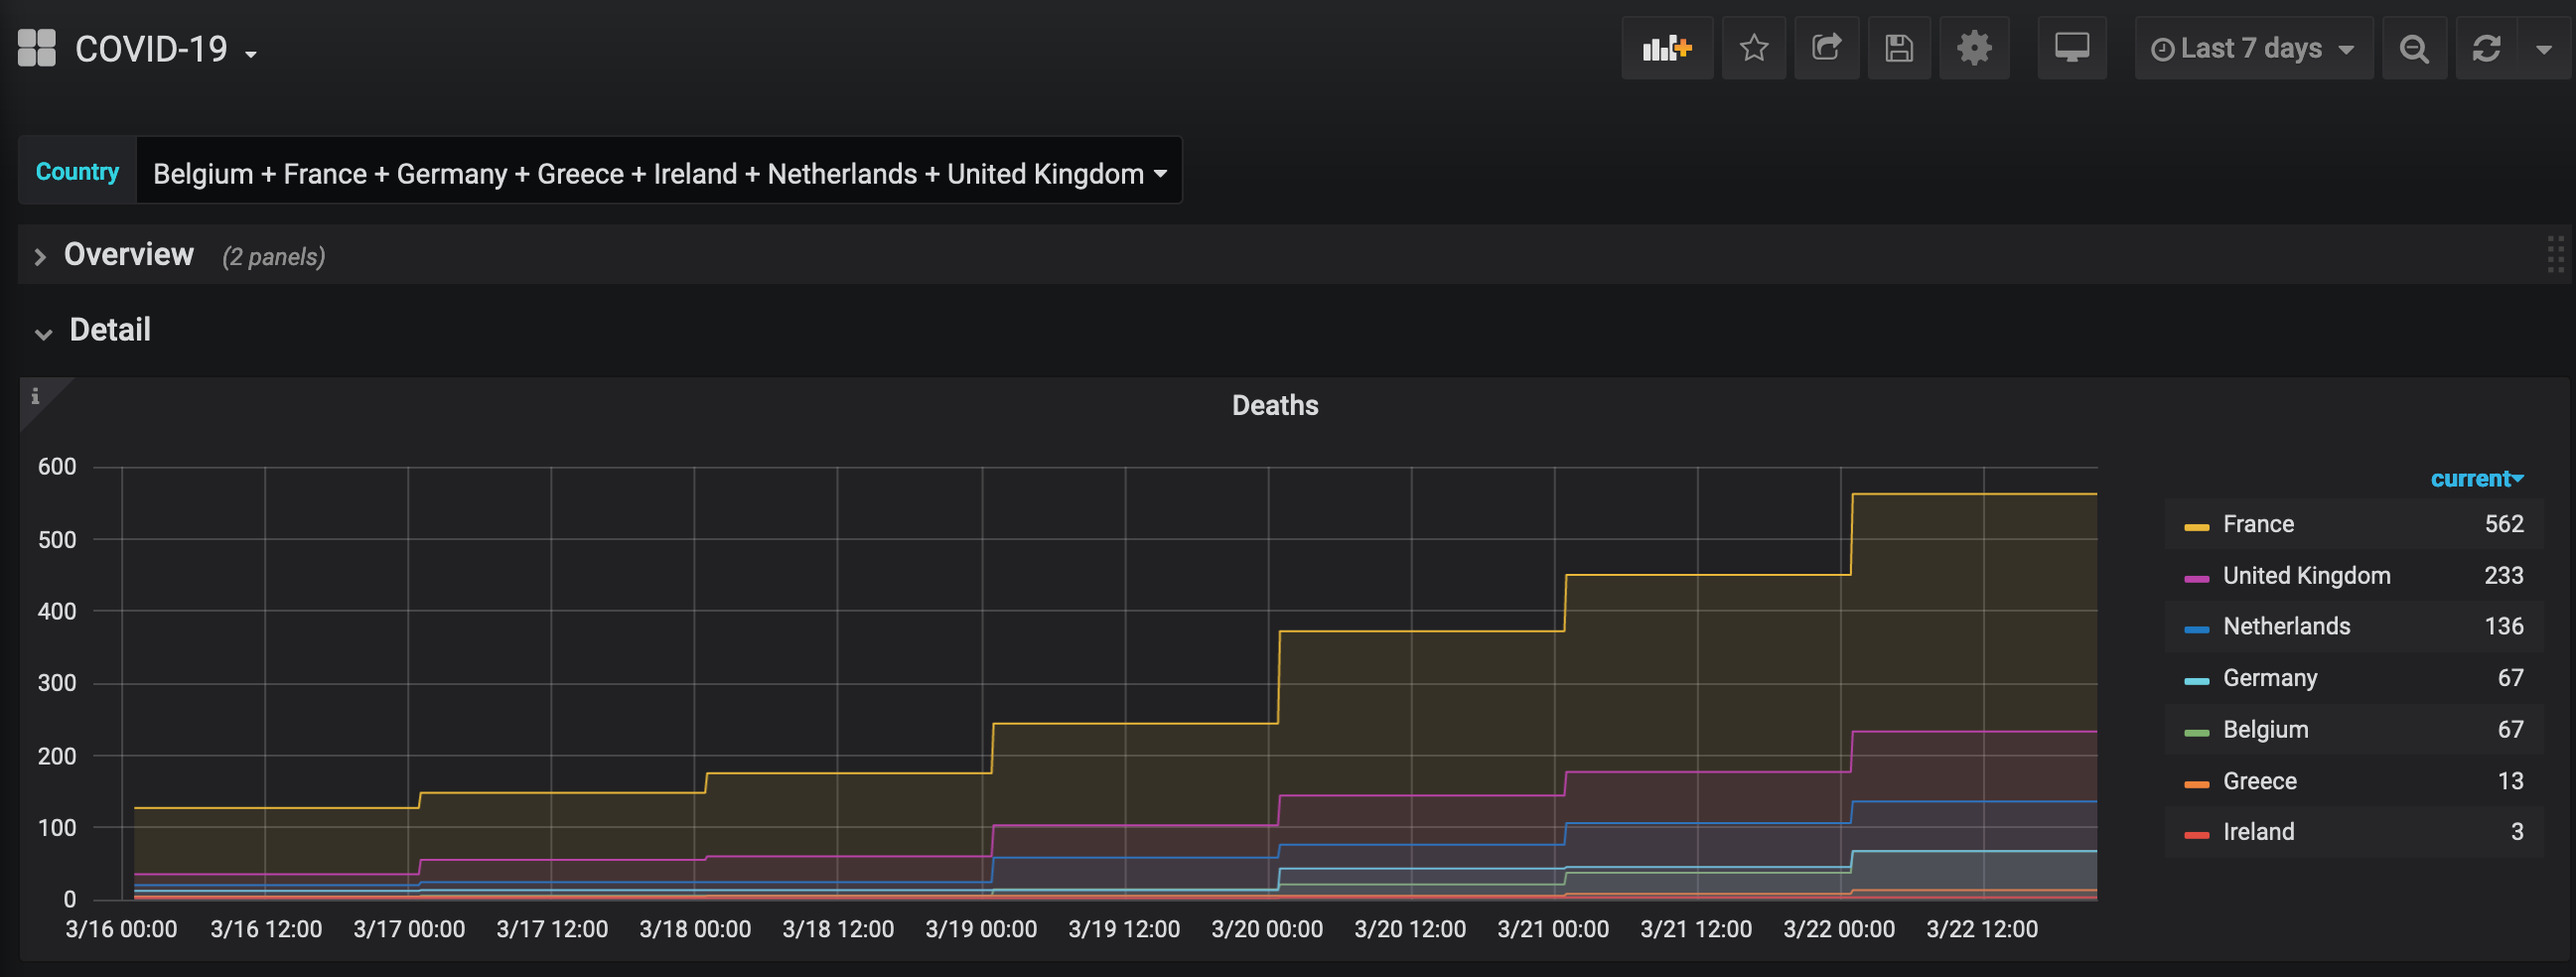 COVID-19
Last 7 days
Country Belgium + France + Germany + Greece + Ireland + Netherlands + United Kingdom
Overview (2 panels)
Detail
i
Deaths
600
500
400
300
200
100
0
3/16 00:00 3/16 12:00 3/17 00:00 3/17 12:00 3/18 00:00 3/18 12:00 3/19 00:00 3/19 12:00 3/20 00:00 3/20 12:00 3/21 00:00 3/21 12:00 3/22 00:00 3/22 12:00
current
France 562
United Kingdom 233
Netherlands 136
Germany 67
Belgium 67
Greece 13
Ireland 3